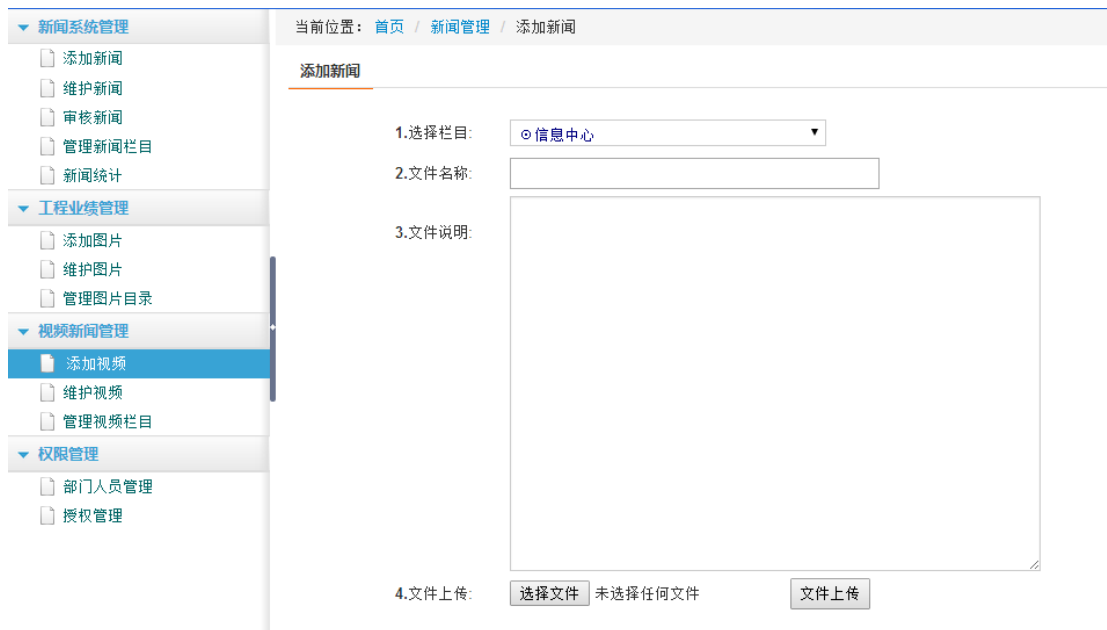 新闻系统管理
添加新闻
维护新闻
审核新闻
管理新闻栏目
新闻统计
工程业绩管理
添加图片
维护图片
管理图片目录
视频新闻管理
添加视频
维护视频
管理视频栏目
权限管理
部门人员管理
授权管理
当前位置： 首页 / 新闻管理 / 添加新闻
添加新闻
1.选择栏目: ⊙信息中心
2.文件名称:
3.文件说明:
4.文件上传: 选择文件 未选择任何文件 文件上传